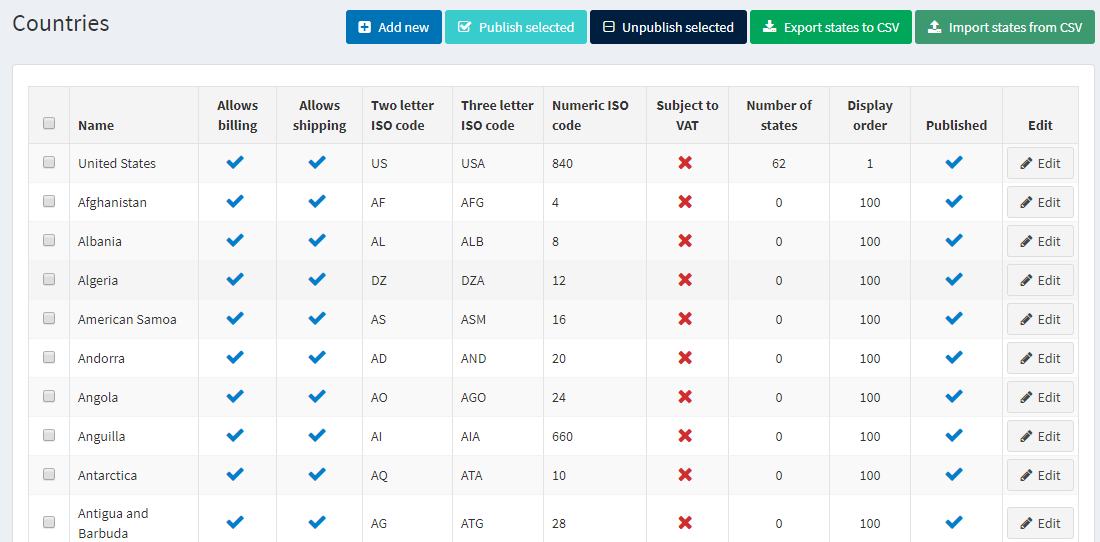 Countries
Add new Publish selected Unpublish selected Export states to CSV Import states from CSV
Name Allows billing Allows shipping Two letter ISO code Three letter ISO code Numeric ISO code Subject to VAT Number of states Display order Published Edit
United States US USA 840 62 1 Edit
Afghanistan AF AFG 4 0 100 Edit
Albania AL ALB 8 0 100 Edit
Algeria DZ DZA 12 0 100 Edit
American Samoa AS ASM 16 0 100 Edit
Andorra AD AND 20 0 100 Edit
Angola AO AGO 24 0 100 Edit
Anguilla AI AIA 660 0 100 Edit
Antarctica AQ ATA 10 0 100 Edit
Antigua and Barbuda AG ATG 28 0 100 Edit